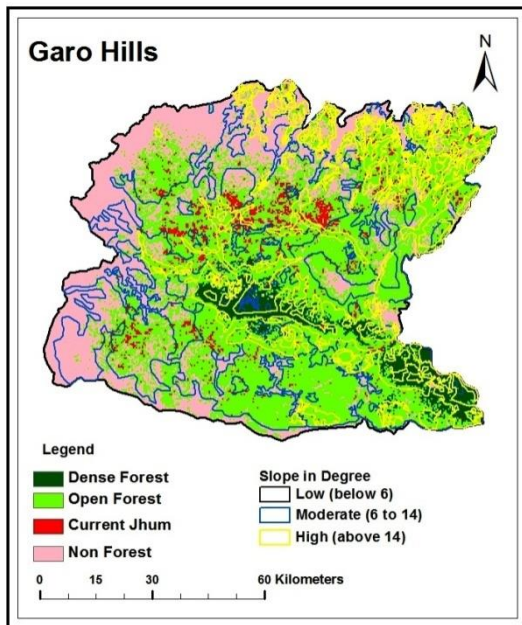 Garo Hills
N
Legend
Dense Forest
Open Forest
Current Jhum
Non Forest
Slope in Degree
Low (below 6)
Moderate (6 to 14)
High (above 14)
0 15 30 60 Kilometers